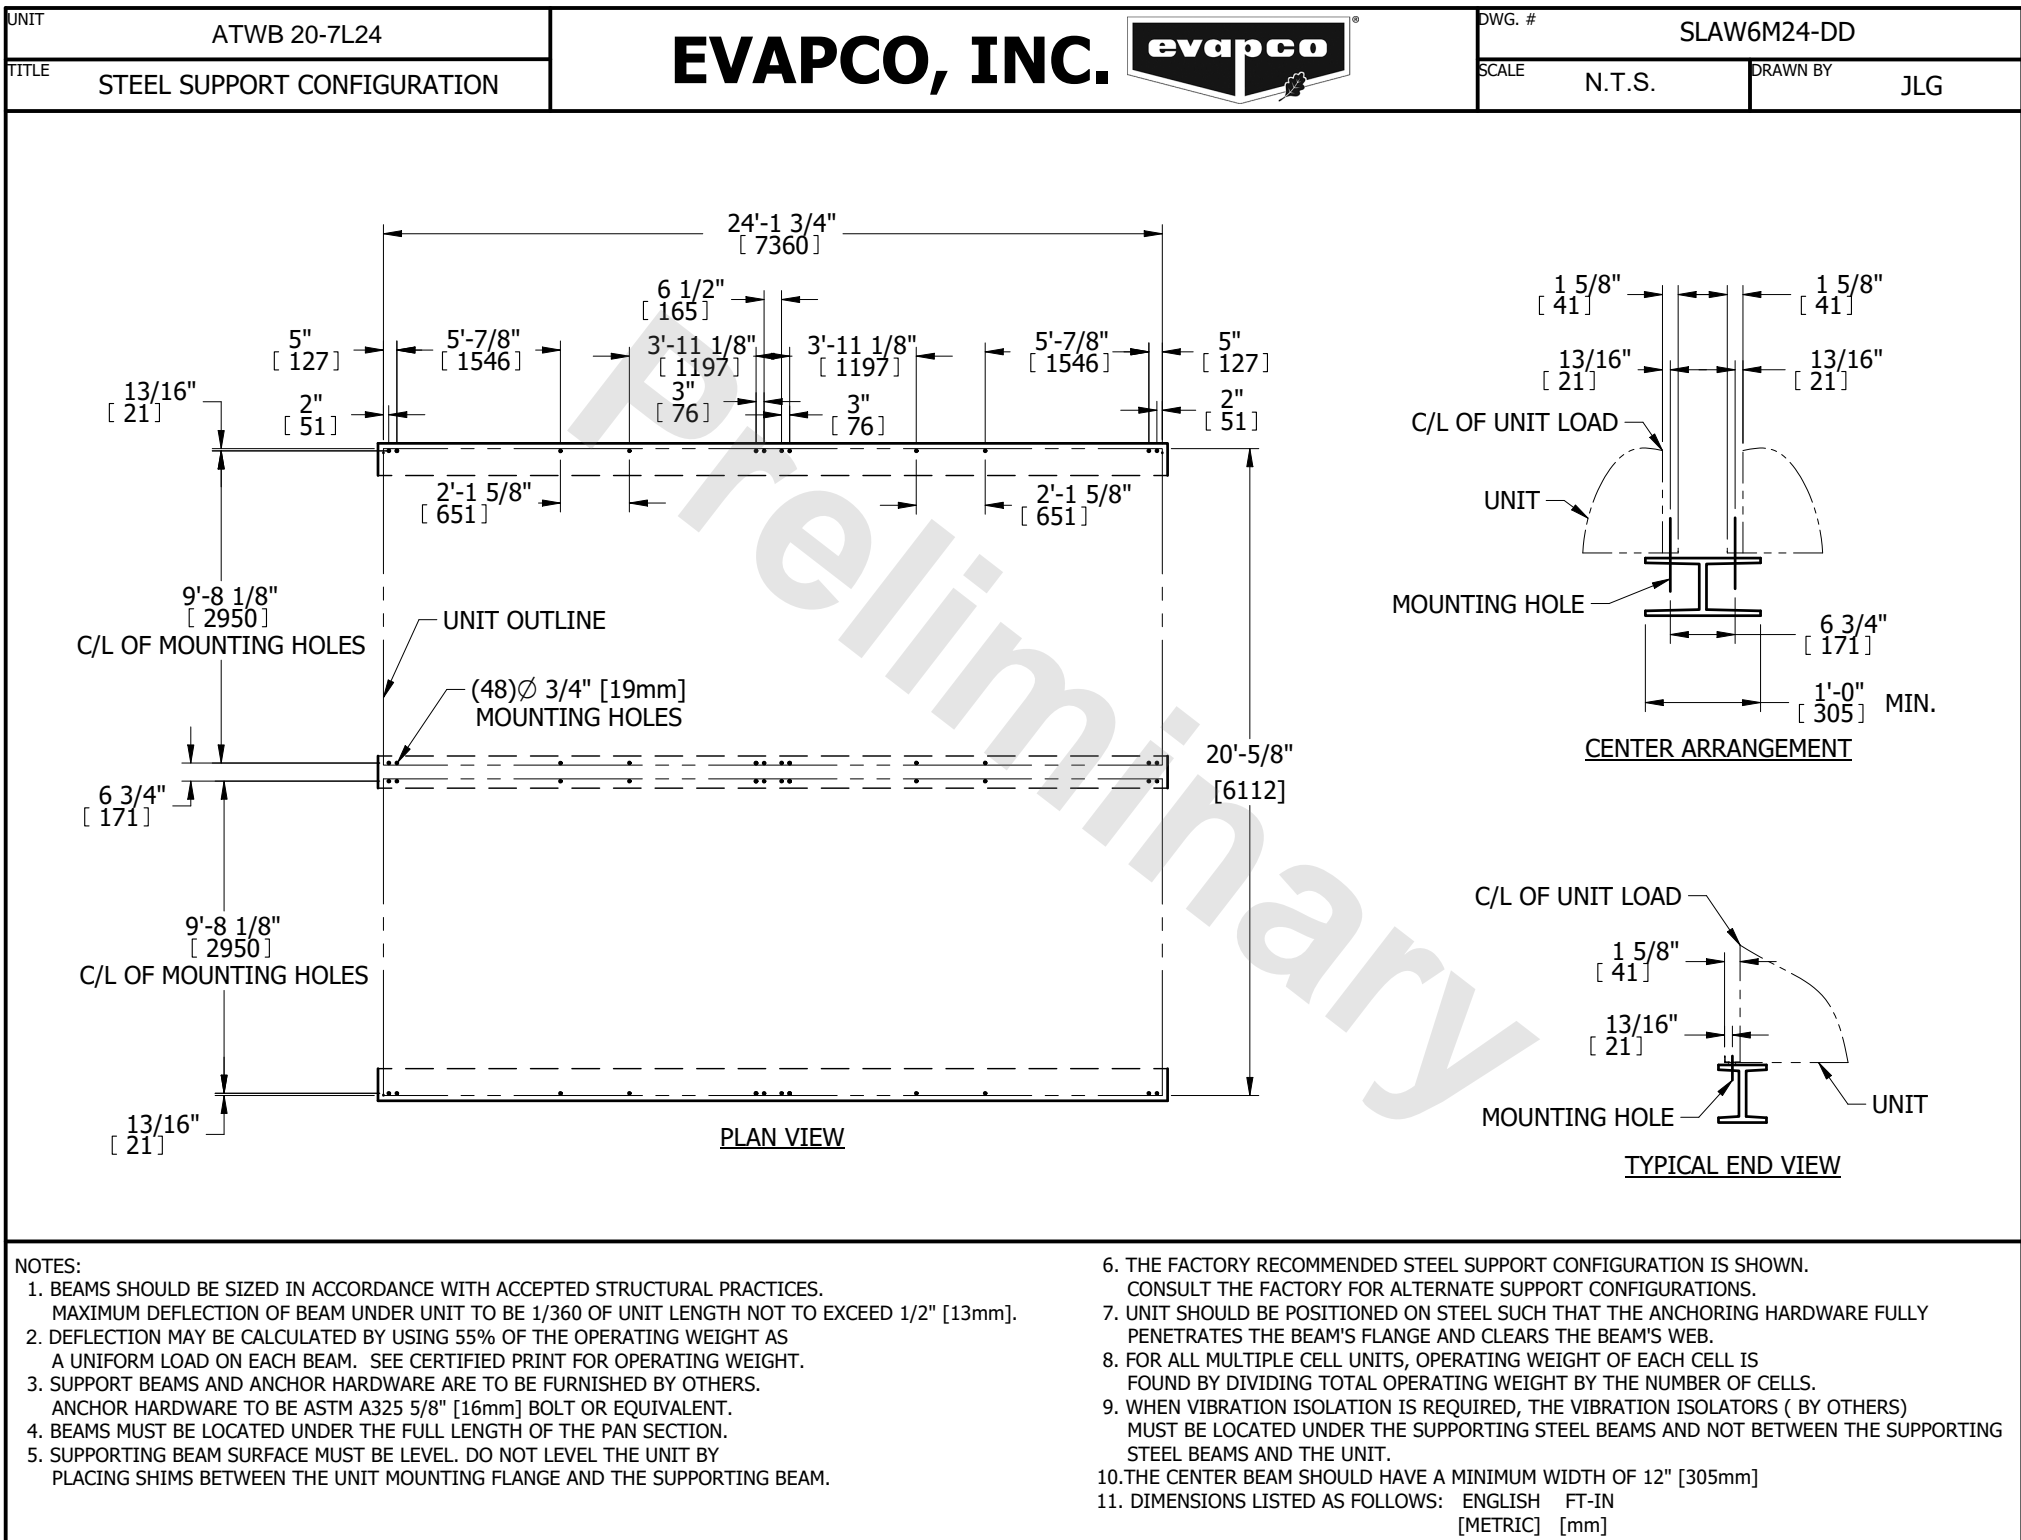 UNIT
ATWB 20-7L24
TITLE
STEEL SUPPORT CONFIGURATION
EVAPCO, INC.
evapco
®
DWG. #
SLAW6M24-DD
SCALE
N.T.S.
DRAWN BY
JLG
24'-1 3/4"
[ 7360]
6 1/2"
[ 165]
5"
[ 127]
5'-7/8"
[ 1546]
3'-11 1/8"
[ 1197]
3'-11 1/8"
[ 1197]
5'-7/8"
[ 1546]
5"
[ 127]
13/16"
[ 21]
2"
[ 51]
3"
[ 76]
3"
[ 76]
2"
[ 51]
2'-1 5/8"
[ 651]
2'-1 5/8"
[ 651]
9'-8 1/8"
[ 2950]
C/L OF MOUNTING HOLES
UNIT OUTLINE
(48)∅ 3/4" [19mm]
MOUNTING HOLES
6 3/4"
[ 171]
20'-5/8"
[6112]
9'-8 1/8"
[ 2950]
C/L OF MOUNTING HOLES
13/16"
[ 21]
PLAN VIEW
Preliminary
1 5/8"
[ 41]
1 5/8"
[ 41]
13/16"
[ 21]
13/16"
[ 21]
C/L OF UNIT LOAD
UNIT
MOUNTING HOLE
6 3/4"
[ 171]
1'-0"
[ 305]
MIN.
CENTER ARRANGEMENT
C/L OF UNIT LOAD
1 5/8"
[ 41]
13/16"
[ 21]
MOUNTING HOLE
UNIT
TYPICAL END VIEW
NOTES:
1. BEAMS SHOULD BE SIZED IN ACCORDANCE WITH ACCEPTED STRUCTURAL PRACTICES.
MAXIMUM DEFLECTION OF BEAM UNDER UNIT TO BE 1/360 OF UNIT LENGTH NOT TO EXCEED 1/2" [13mm].
2. DEFLECTION MAY BE CALCULATED BY USING 55% OF THE OPERATING WEIGHT AS
A UNIFORM LOAD ON EACH BEAM. SEE CERTIFIED PRINT FOR OPERATING WEIGHT.
3. SUPPORT BEAMS AND ANCHOR HARDWARE ARE TO BE FURNISHED BY OTHERS.
ANCHOR HARDWARE TO BE ASTM A325 5/8" [16mm] BOLT OR EQUIVALENT.
4. BEAMS MUST BE LOCATED UNDER THE FULL LENGTH OF THE PAN SECTION.
5. SUPPORTING BEAM SURFACE MUST BE LEVEL. DO NOT LEVEL THE UNIT BY
PLACING SHIMS BETWEEN THE UNIT MOUNTING FLANGE AND THE SUPPORTING BEAM.
6. THE FACTORY RECOMMENDED STEEL SUPPORT CONFIGURATION IS SHOWN.
CONSULT THE FACTORY FOR ALTERNATE SUPPORT CONFIGURATIONS.
7. UNIT SHOULD BE POSITIONED ON STEEL SUCH THAT THE ANCHORING HARDWARE FULLY
PENETRATES THE BEAM'S FLANGE AND CLEARS THE BEAM'S WEB.
8. FOR ALL MULTIPLE CELL UNITS, OPERATING WEIGHT OF EACH CELL IS
FOUND BY DIVIDING TOTAL OPERATING WEIGHT BY THE NUMBER OF CELLS.
9. WHEN VIBRATION ISOLATION IS REQUIRED, THE VIBRATION ISOLATORS ( BY OTHERS)
MUST BE LOCATED UNDER THE SUPPORTING STEEL BEAMS AND NOT BETWEEN THE SUPPORTING
STEEL BEAMS AND THE UNIT.
10.THE CENTER BEAM SHOULD HAVE A MINIMUM WIDTH OF 12" [305mm]
11. DIMENSIONS LISTED AS FOLLOWS: ENGLISH FT-IN
[METRIC] [mm]